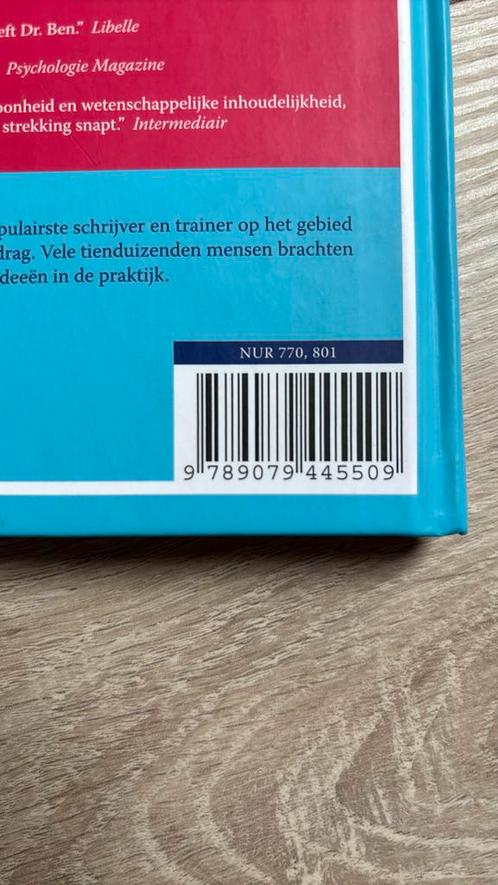 eft Dr. Ben.” Libelle
Psychologie Magazine
oonheid en wetenschappelijke inhoudelijkheid,
strekking snapt.” Intermediair
pulairste schrijver en trainer op het gebied
drag. Vele tienduizenden mensen brachten
deeën in de praktijk.
NUR 770, 801
9 789079 445509